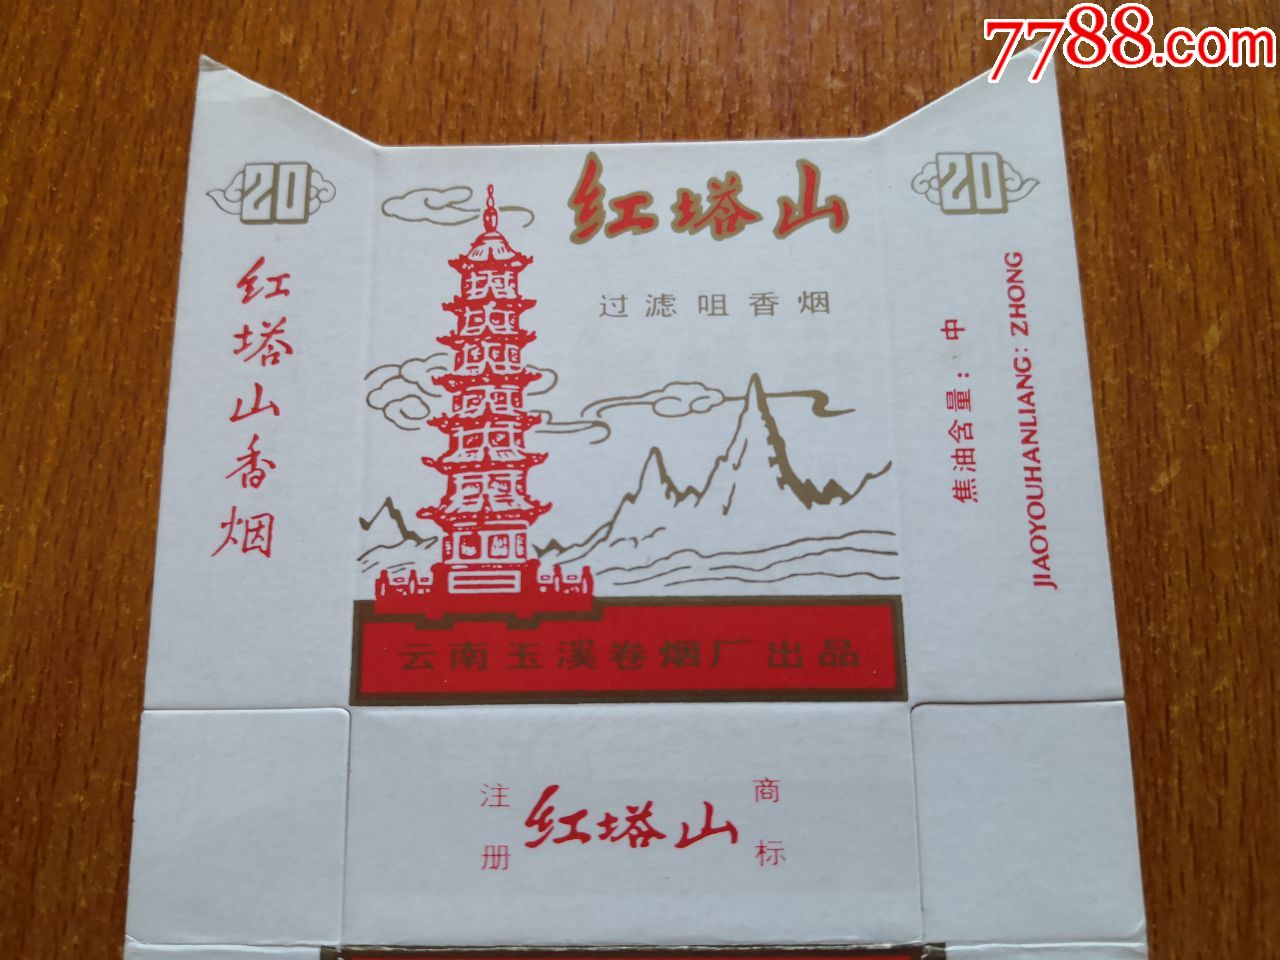 7788.com
20
红塔山香烟
红塔山
过滤咀香烟
云南玉溪卷烟厂出品
20
焦油含量：中
JIAOYOUHANLIANG: ZHONG
注册
红塔山
商标